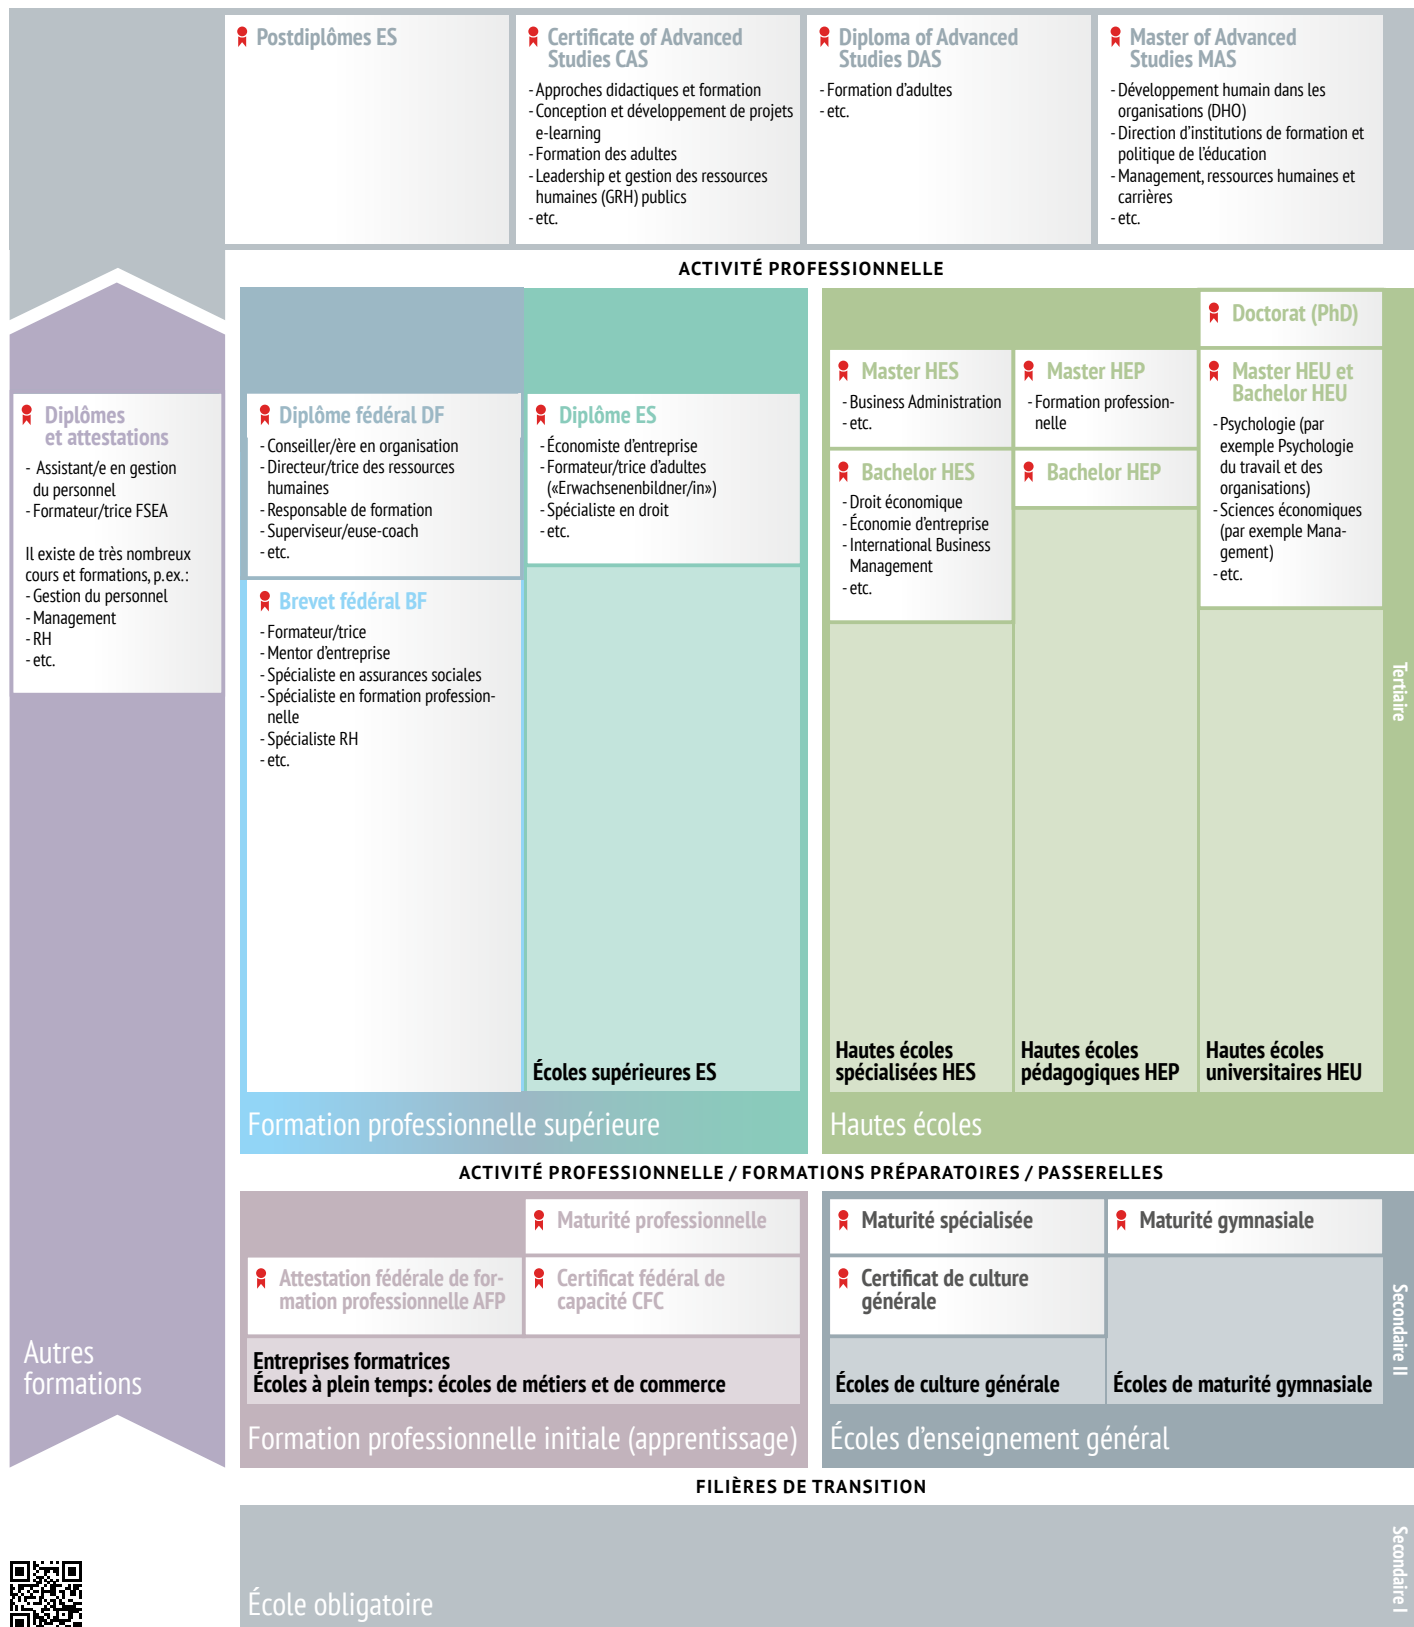 Postdiplômes ES
Certificate of Advanced
Studies CAS
- Approches didactiques et formation
- Conception et développement de projets
e-learning
- Formation des adultes
- Leadership et gestion des ressources
humaines (GRH) publics
- etc.
Diploma of Advanced
Studies DAS
- Formation d’adultes
- etc.
Master of Advanced
Studies MAS
- Développement humain dans les
organisations (DHO)
- Direction d’institutions de formation et
politique de l’éducation
- Management, ressources humaines et
carrières
- etc.
ACTIVITÉ PROFESSIONNELLE
Diplômes
et attestations
- Assistant/e en gestion
du personnel
- Formateur/trice FSEA
Il existe de très nombreux
cours et formations, p.ex.:
- Gestion du personnel
- Management
- RH
- etc.
Autres
formations
Diplôme fédéral DF
- Conseiller/ère en organisation
- Directeur/trice des ressources
humaines
- Responsable de formation
- Superviseur/euse-coach
- etc.
Brevet fédéral BF
- Formateur/trice
- Mentor d’entreprise
- Spécialiste en assurances sociales
- Spécialiste en formation profession-
nelle
- Spécialiste RH
- etc.
Diplôme ES
- Économiste d’entreprise
- Formateur/trice d’adultes
(«Erwachsenenbildner/in»)
- Spécialiste en droit
- etc.
Écoles supérieures ES
Formation professionnelle supérieure
Master HES
- Business Administration
- etc.
Bachelor HES
- Droit économique
- Économie d’entreprise
- International Business
Management
- etc.
Hautes écoles
spécialisées HES
Master HEP
- Formation profession-
nelle
Bachelor HEP
Hautes écoles
pédagogiques HEP
Doctorat (PhD)
Master HEU et
Bachelor HEU
- Psychologie (par
exemple Psychologie
du travail et des
organisations)
- Sciences économiques
(par exemple Mana-
gement)
- etc.
Hautes écoles
universitaires HEU
Hautes écoles
Tertiaire
ACTIVITÉ PROFESSIONNELLE / FORMATIONS PRÉPARATOIRES / PASSERELLES
Maturité professionnelle
Attestation fédérale de for-
mation professionnelle AFP
Certificat fédéral de
capacité CFC
Entreprises formatrices
Écoles à plein temps: écoles de métiers et de commerce
Formation professionnelle initiale (apprentissage)
Maturité spécialisée
Certificat de culture
générale
Écoles de culture générale
Maturité gymnasiale
Écoles de maturité gymnasiale
Écoles d’enseignement général
Secondaire II
FILIÈRES DE TRANSITION
École obligatoire
Secondaire I